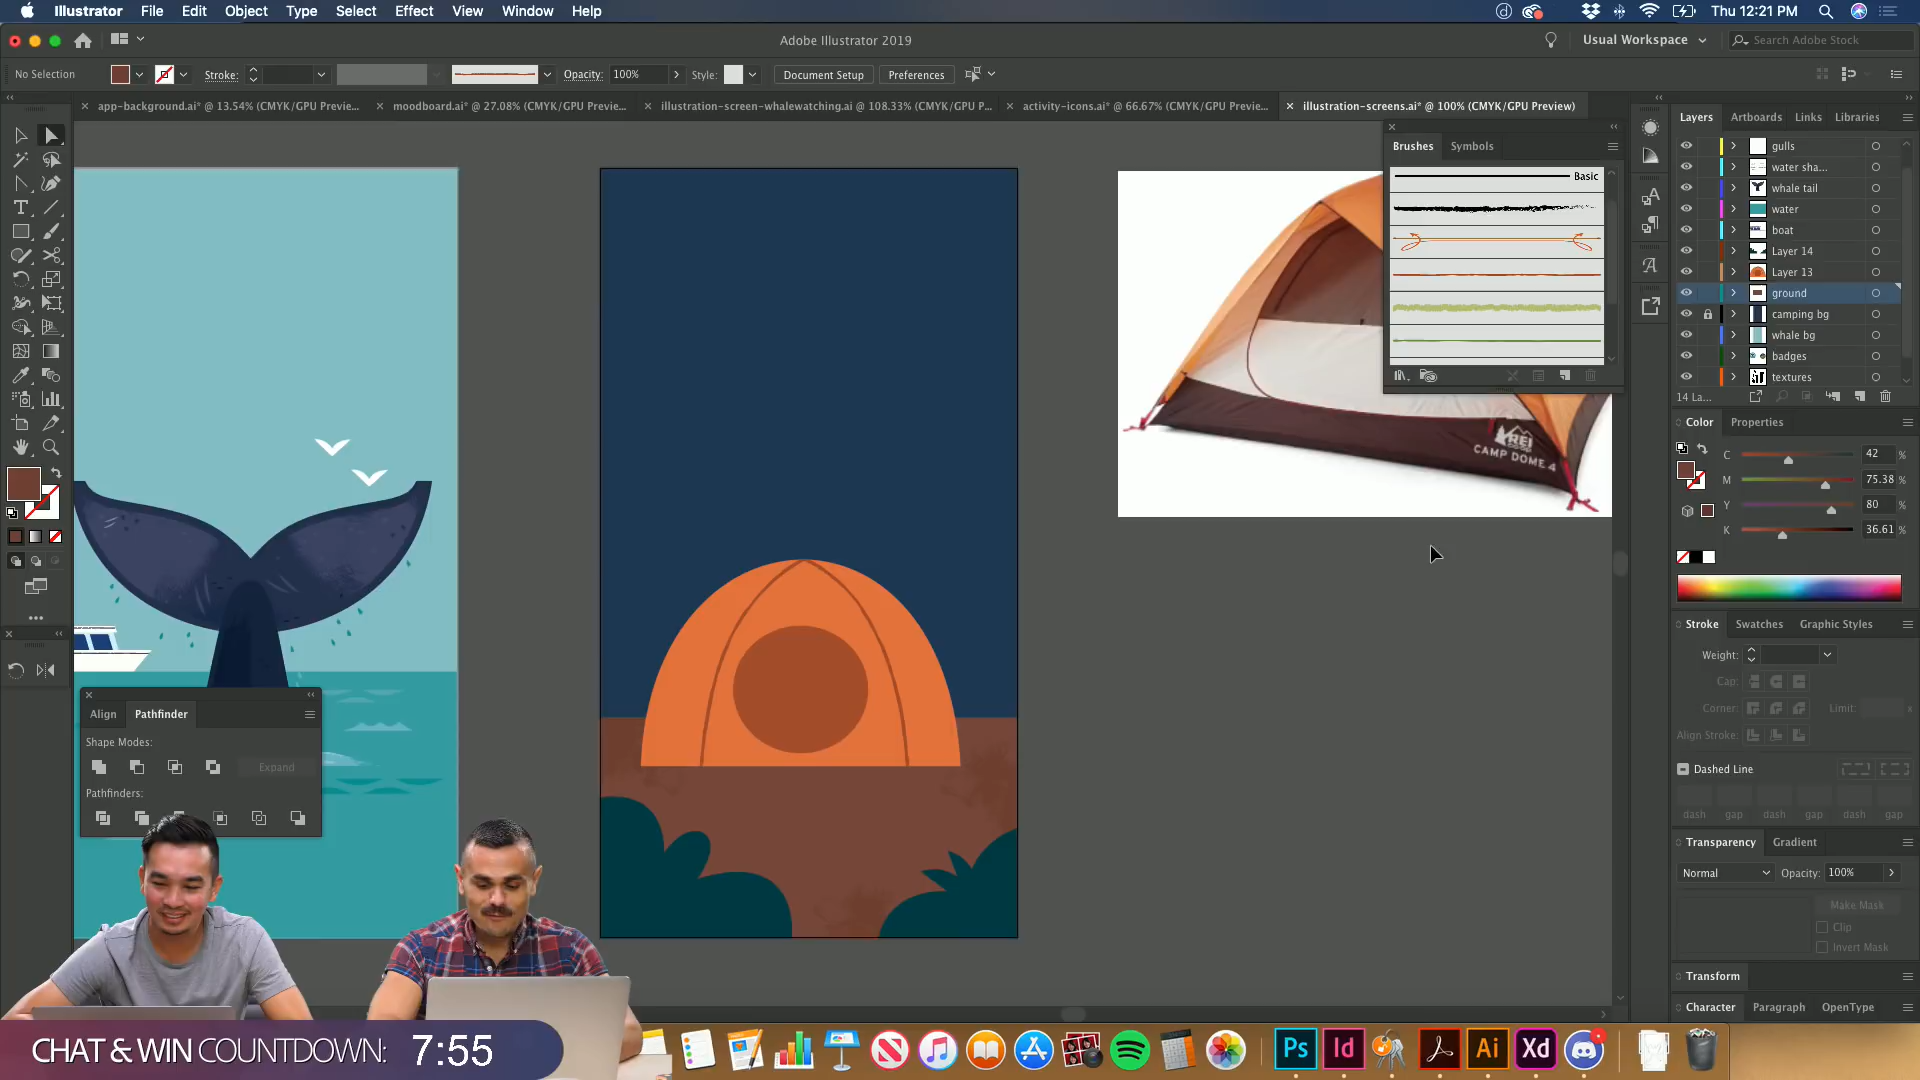 Illustrator File Edit Object Type Select Effect View Window Help Thu 12:21 PM
Adobe Illustrator 2019 Usual Workspace Search Adobe Stock
No Selection Stroke: Opacity: 100% Style: Document Setup Preferences
app-background.ai* @ 13.54% (CMYK/GPU Previe... moodboard.ai* @ 27.08% (CMYK/GPU Previe... illustration-screen-whalewatching.ai @ 108.33% (CMYK/GPU P... activity-icons.ai* @ 66.67% (CMYK/GPU Previe... illustration-screens.ai* @ 100% (CMYK/GPU Preview)
Brushes Symbols
Basic
REI
CAMP DOME 4
Layers Artboards Links Libraries
gulls
water sha...
whale tail
water
boat
Layer 14
Layer 13
ground
camping bg
whale bg
badges
textures
14 La...
Color Properties
C 42 %
M 75.38 %
Y 80 %
K 36.61 %
Stroke Swatches Graphic Styles
Weight:
Cap:
Corner: Limit: x
Align Stroke:
Dashed Line
dash gap dash gap dash gap
Transparency Gradient
Normal Opacity: 100%
Make Mask
Clip
Invert Mask
Transform
Character Paragraph OpenType
Align Pathfinder
Shape Modes:
Expand
Pathfinders:
CHAT & WIN COUNTDOWN: 7:55
Ps Id Ai Xd